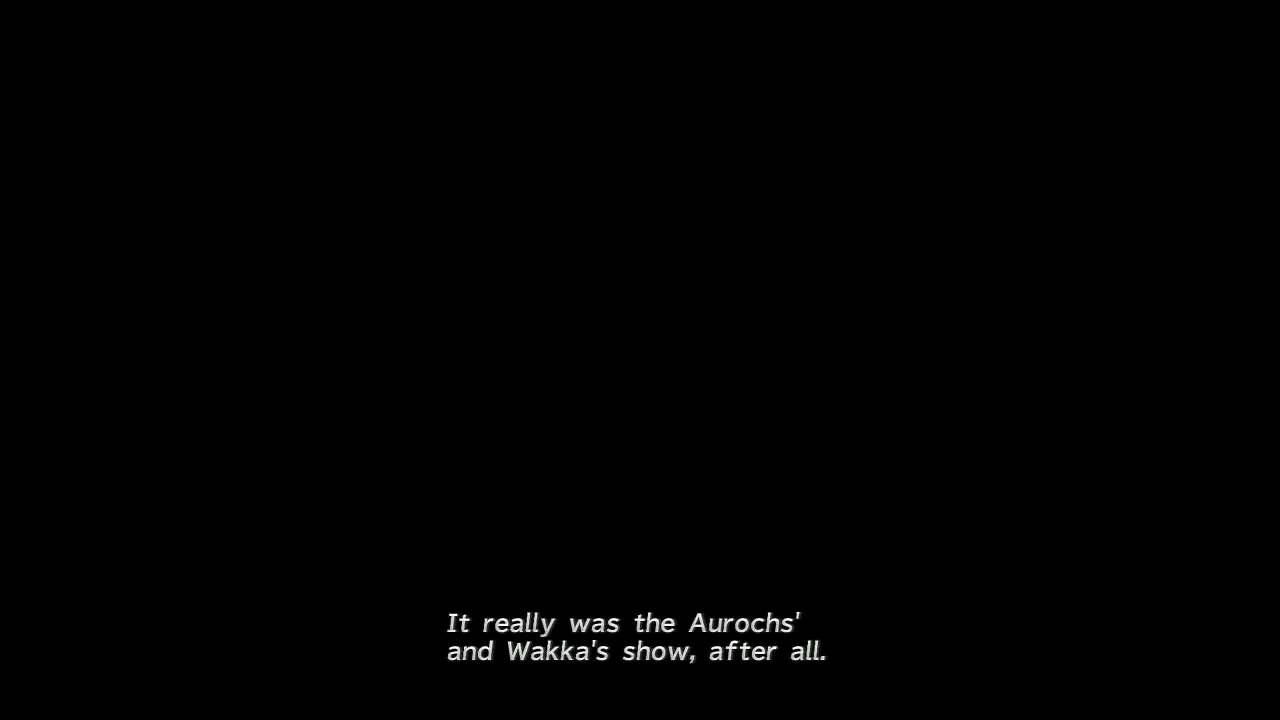 It really was the Aurochs'
and Wakka's show, after all.